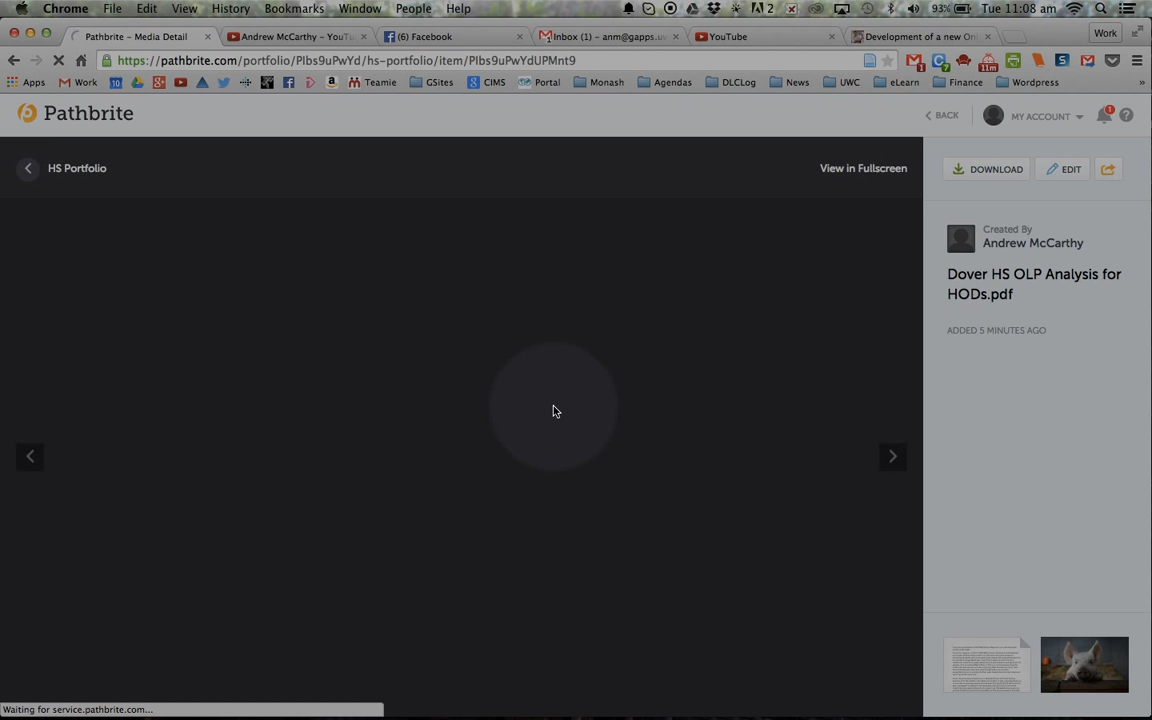 Chrome File Edit View History Bookmarks Window People Help 2 93% Tue 11:08 am
Pathbrite – Media Detail Andrew McCarthy – YouTu (6) Facebook Inbox (1) – anm@gapps.uw YouTube Development of a new Onl Work
https://pathbrite.com/portfolio/PIbs9uPwYd/hs-portfolio/item/PIbs9uPwYdUPMnt9
Apps Work Teamie GSites CIMS Portal Monash Agendas DLCLog News UWC eLearn Finance Wordpress »
Pathbrite BACK MY ACCOUNT 1 ?
HS Portfolio View in Fullscreen DOWNLOAD EDIT
Created By
Andrew McCarthy
Dover HS OLP Analysis for
HODs.pdf
ADDED 5 MINUTES AGO
Waiting for service.pathbrite.com...